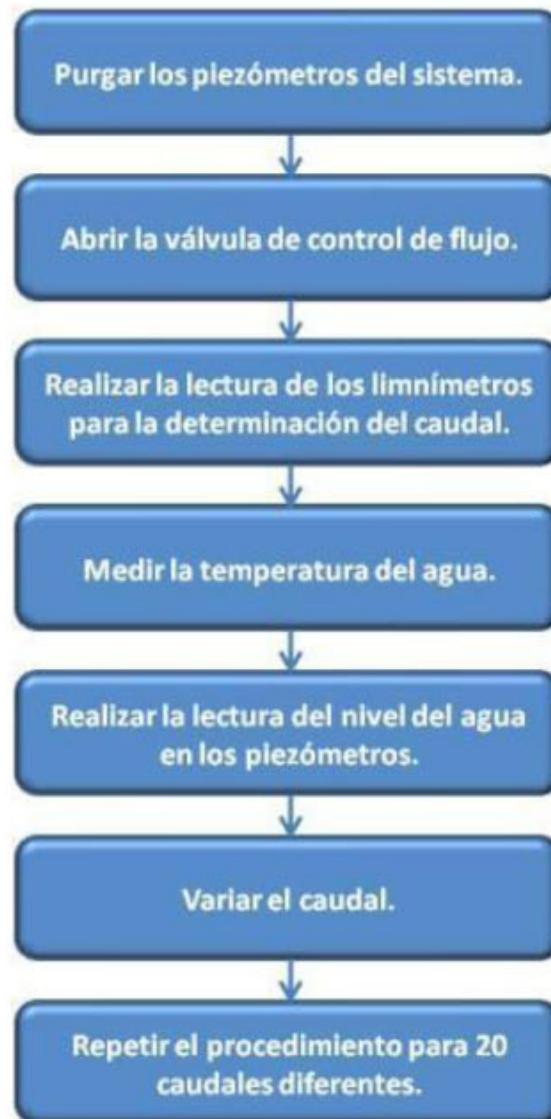 Purgar los piezómetros del sistema.
Abrir la válvula de control de flujo.
Realizar la lectura de los limnímetros
para la determinación del caudal.
Medir la temperatura del agua.
Realizar la lectura del nivel del agua
en los piezómetros.
Variar el caudal.
Repetir el procedimiento para 20
caudales diferentes.